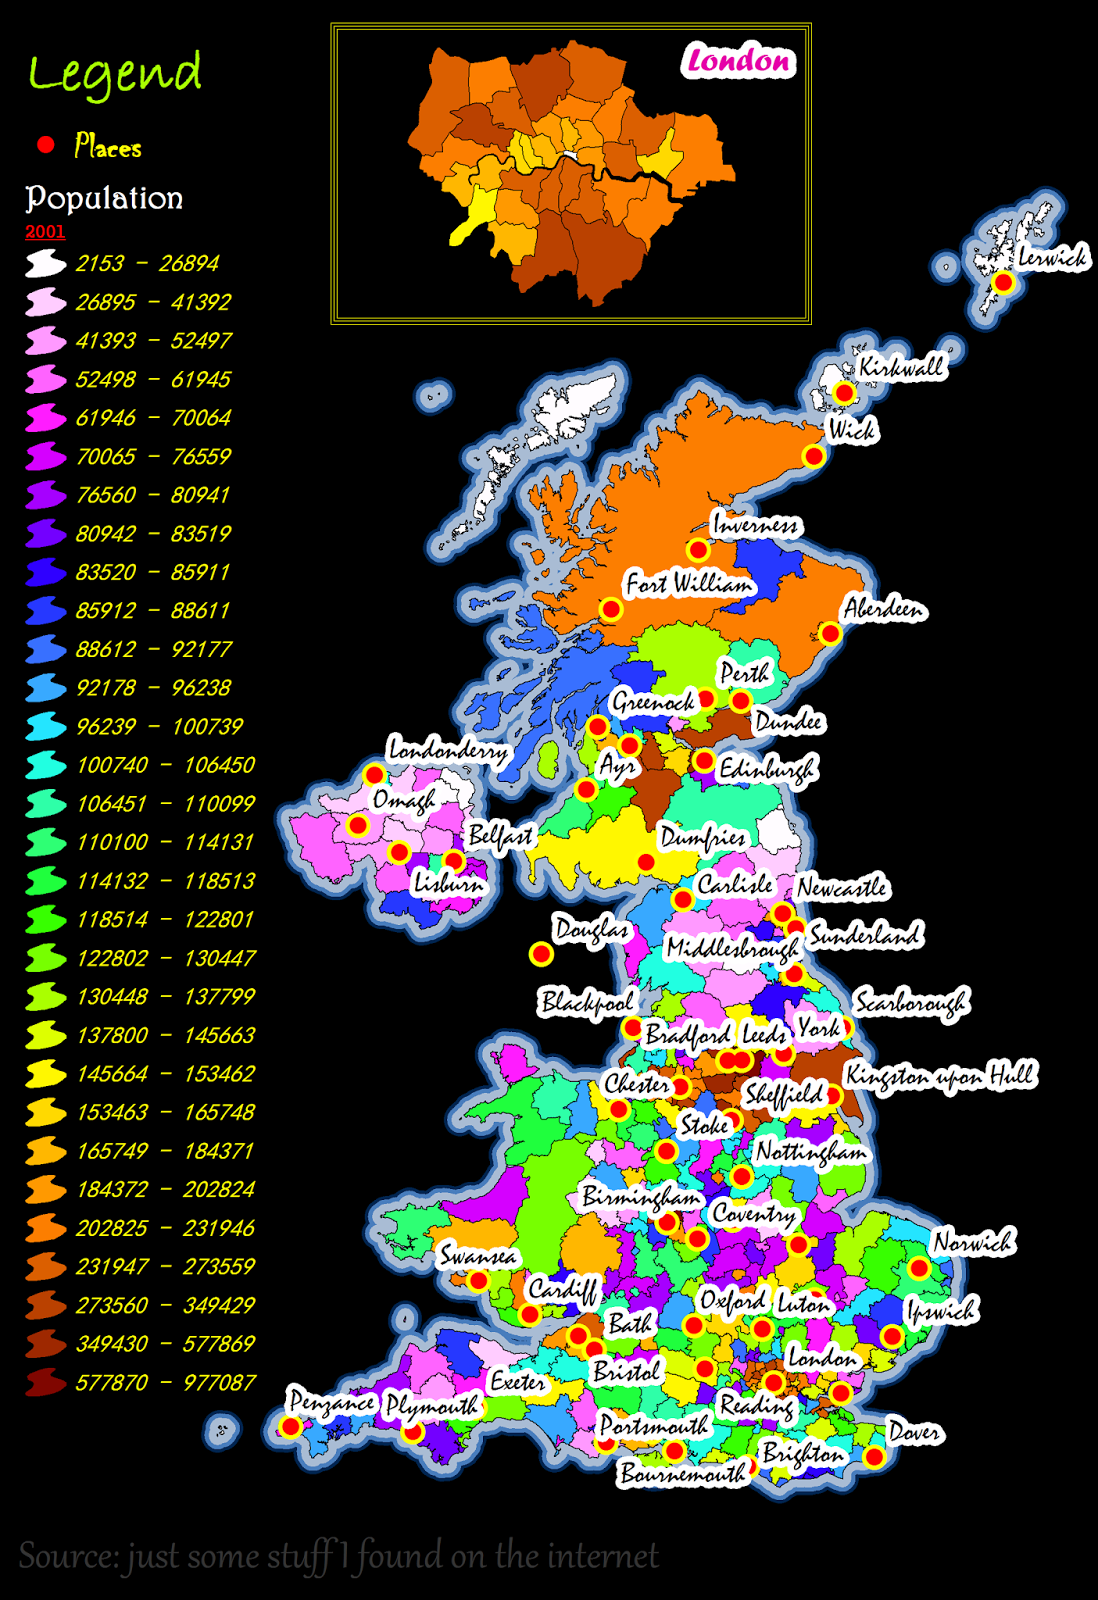 Legend
Places
Population
2001
2153 - 26894
26895 - 41392
41393 - 52497
52498 - 61945
61946 - 70064
70065 - 76559
76560 - 80941
80942 - 83519
83520 - 85911
85912 - 88611
88612 - 92177
92178 - 96238
96239 - 100739
100740 - 106450
106451 - 110099
110100 - 114131
114132 - 118513
118514 - 122801
122802 - 130447
130448 - 137799
137800 - 145663
145664 - 153462
153463 - 165748
165749 - 184371
184372 - 202824
202825 - 231946
231947 - 273559
273560 - 349429
349430 - 577869
577870 - 977087
London
Lerwick
Kirkwall
Wick
Inverness
Fort William
Aberdeen
Perth
Greenock
Dundee
Londonderry
Ayr
Edinburgh
Omagh
Belfast
Dumfries
Lisburn
Carlisle
Newcastle
Douglas
Sunderland
Middlesbrough
Blackpool
Scarborough
Bradford
Leeds
York
Chester
Kingston upon Hull
Sheffield
Stoke
Nottingham
Birmingham
Coventry
Norwich
Swansea
Cardiff
Oxford
Luton
Ipswich
Bath
London
Bristol
Exeter
Reading
Penzance
Plymouth
Portsmouth
Dover
Brighton
Bournemouth
Source: just some stuff I found on the internet